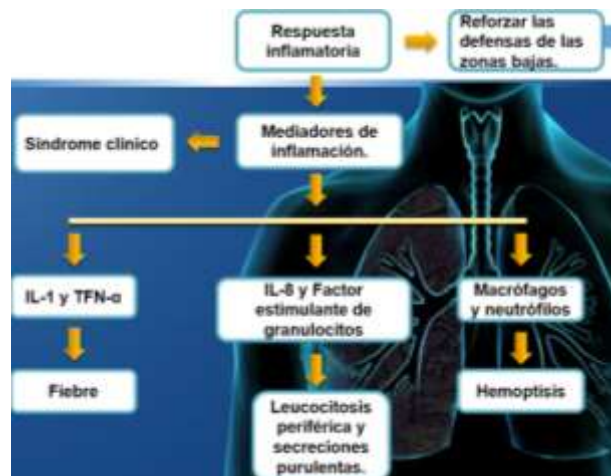 Respuesta
inflamatoria
Reforzar las
defensas de las
zonas bajas.
Síndrome clínico
Mediadores de
inflamación.
IL-1 y TFN-α
IL-8 y Factor
estimulante de
granulocitos
Macrófagos
y neutrófilos
Fiebre
Leucocitosis
periférica y
secreciones
purulentas.
Hemoptisis